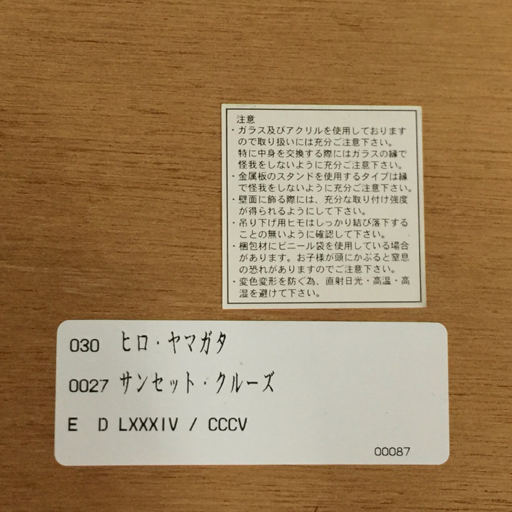 注意
・ガラス及びアクリルを使用しております
ので取り扱いには充分ご注意下さい。
特に中身を交換する際にはガラスの縁で
怪我をしないように充分ご注意下さい。
・金属板のスタンドを使用するタイプは縁
で怪我をしないように充分ご注意下さい。
・壁面に飾る際には、充分な取り付け強度
が得られるようにして下さい。
・吊り下げ用ヒモはしっかり結び落下する
ことの無いように確認して下さい。
・梱包材にビニール袋を使用している場合
があります。お子様が頭にかぶると窒息
の恐れがありますのでご注意下さい。
・変色変形を防ぐ為、直射日光・高温・高
湿を避けて下さい。
030 ヒロ・ヤマガタ
0027 サンセット・クルーズ
E D LXXXIV / CCCV
00087